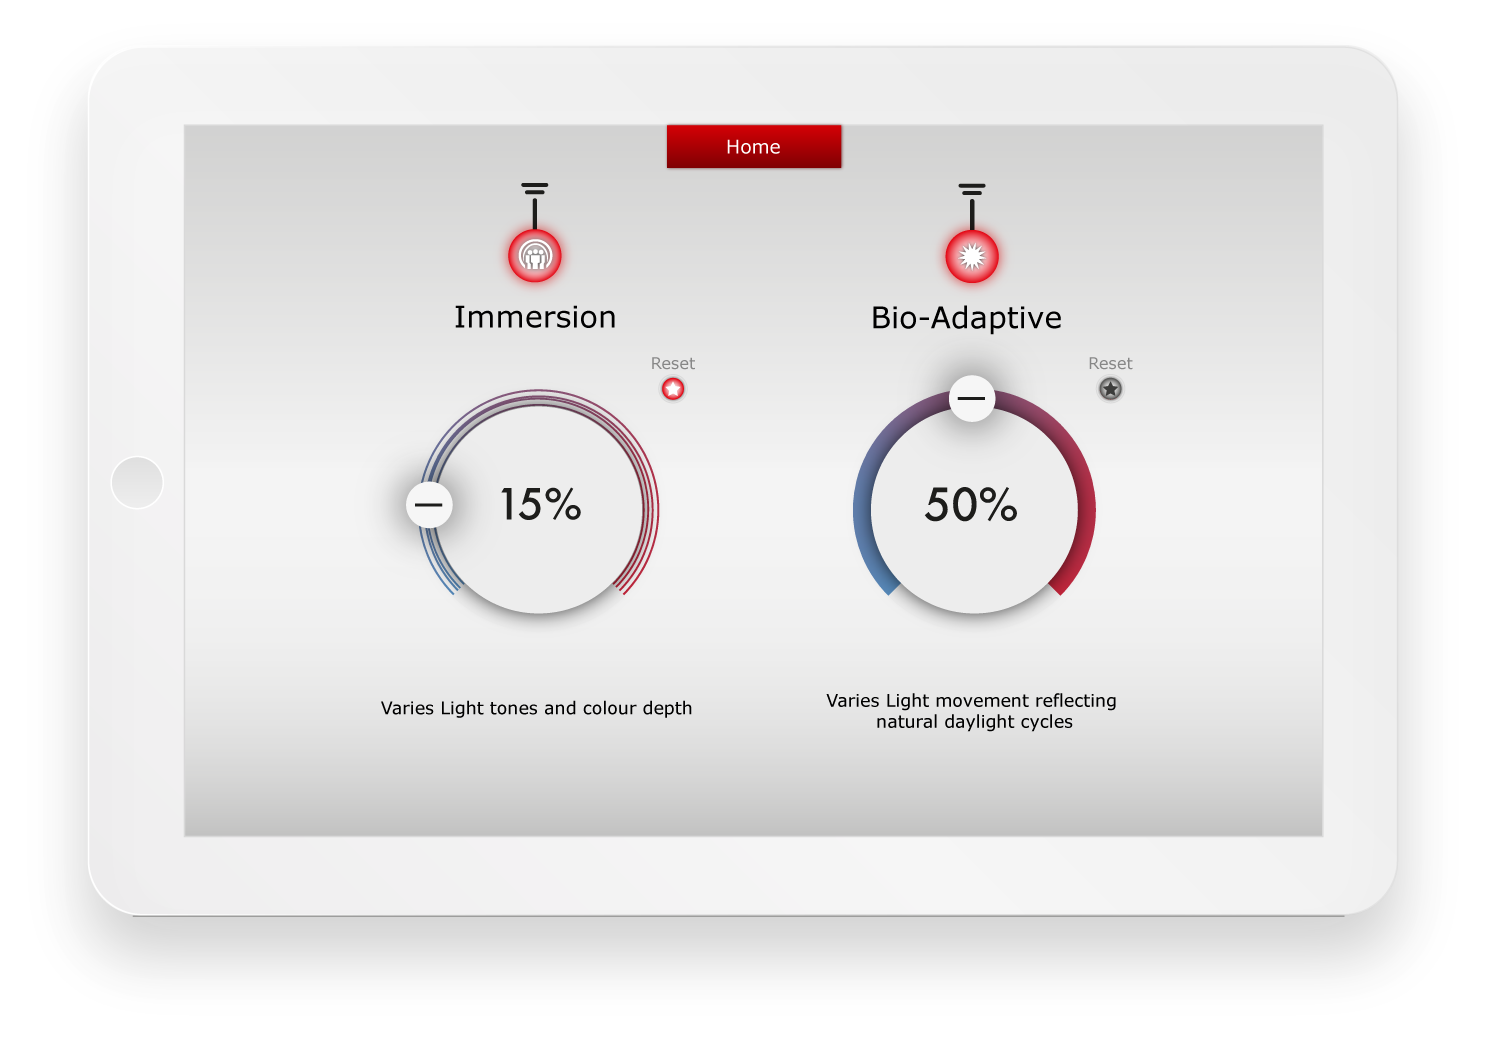 Home
Immersion
Bio-Adaptive
Reset
Reset
15%
50%
Varies Light tones and colour depth
Varies Light movement reflecting
natural daylight cycles